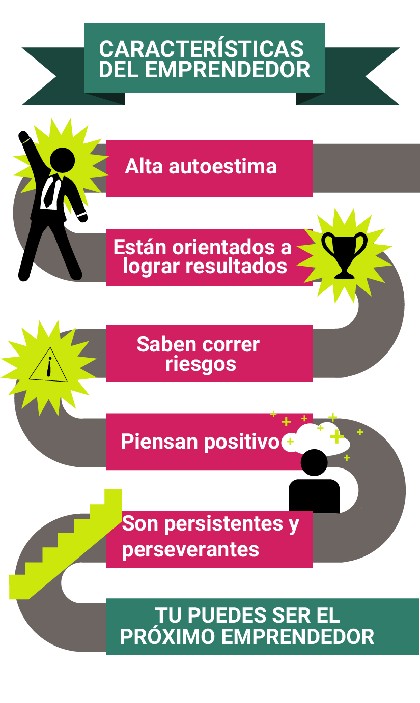 CARACTERÍSTICAS
DEL EMPRENDEDOR
Alta autoestima
Están orientados a
lograr resultados
Saben correr
riesgos
Piensan positivo
Son persistentes y
perseverantes
TU PUEDES SER EL
PRÓXIMO EMPRENDEDOR